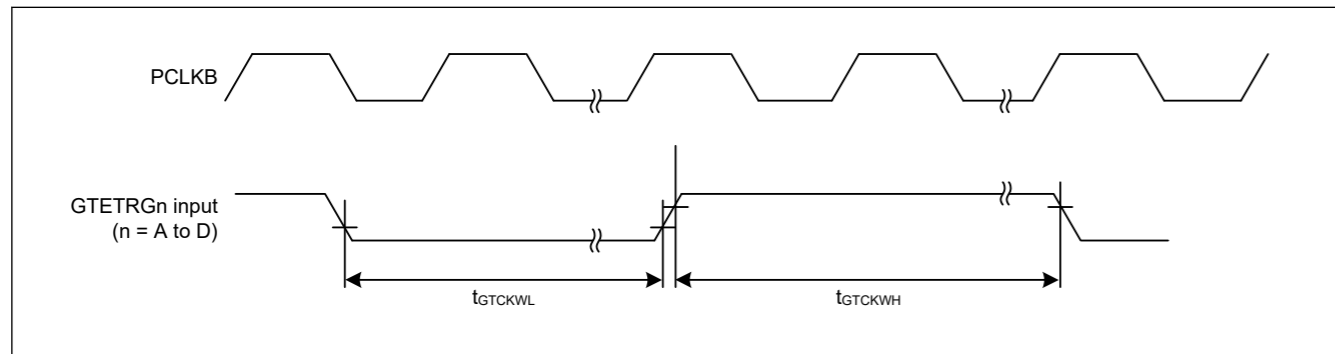 PCLKB
GTETRGn input
(n = A to D)
tGTCKWL
tGTCKWH